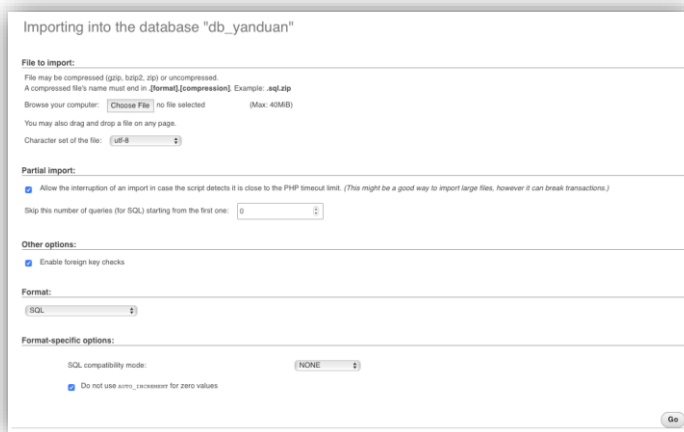 Importing into the database "db_yanduan"
File to import:
File may be compressed (gzip, bzip2, zip) or uncompressed.
A compressed file's name must end in .[format].[compression]. Example: .sql.zip
Browse your computer: Choose File no file selected (Max: 40MiB)
You may also drag and drop a file on any page.
Character set of the file: utf-8
Partial import:
Allow the interruption of an import in case the script detects it is close to the PHP timeout limit. (This might be a good way to import large files, however it can break transactions.)
Skip this number of queries (for SQL) starting from the first one: 0
Other options:
Enable foreign key checks
Format:
SQL
Format-specific options:
SQL compatibility mode: NONE
Do not use AUTO_INCREMENT for zero values
Go